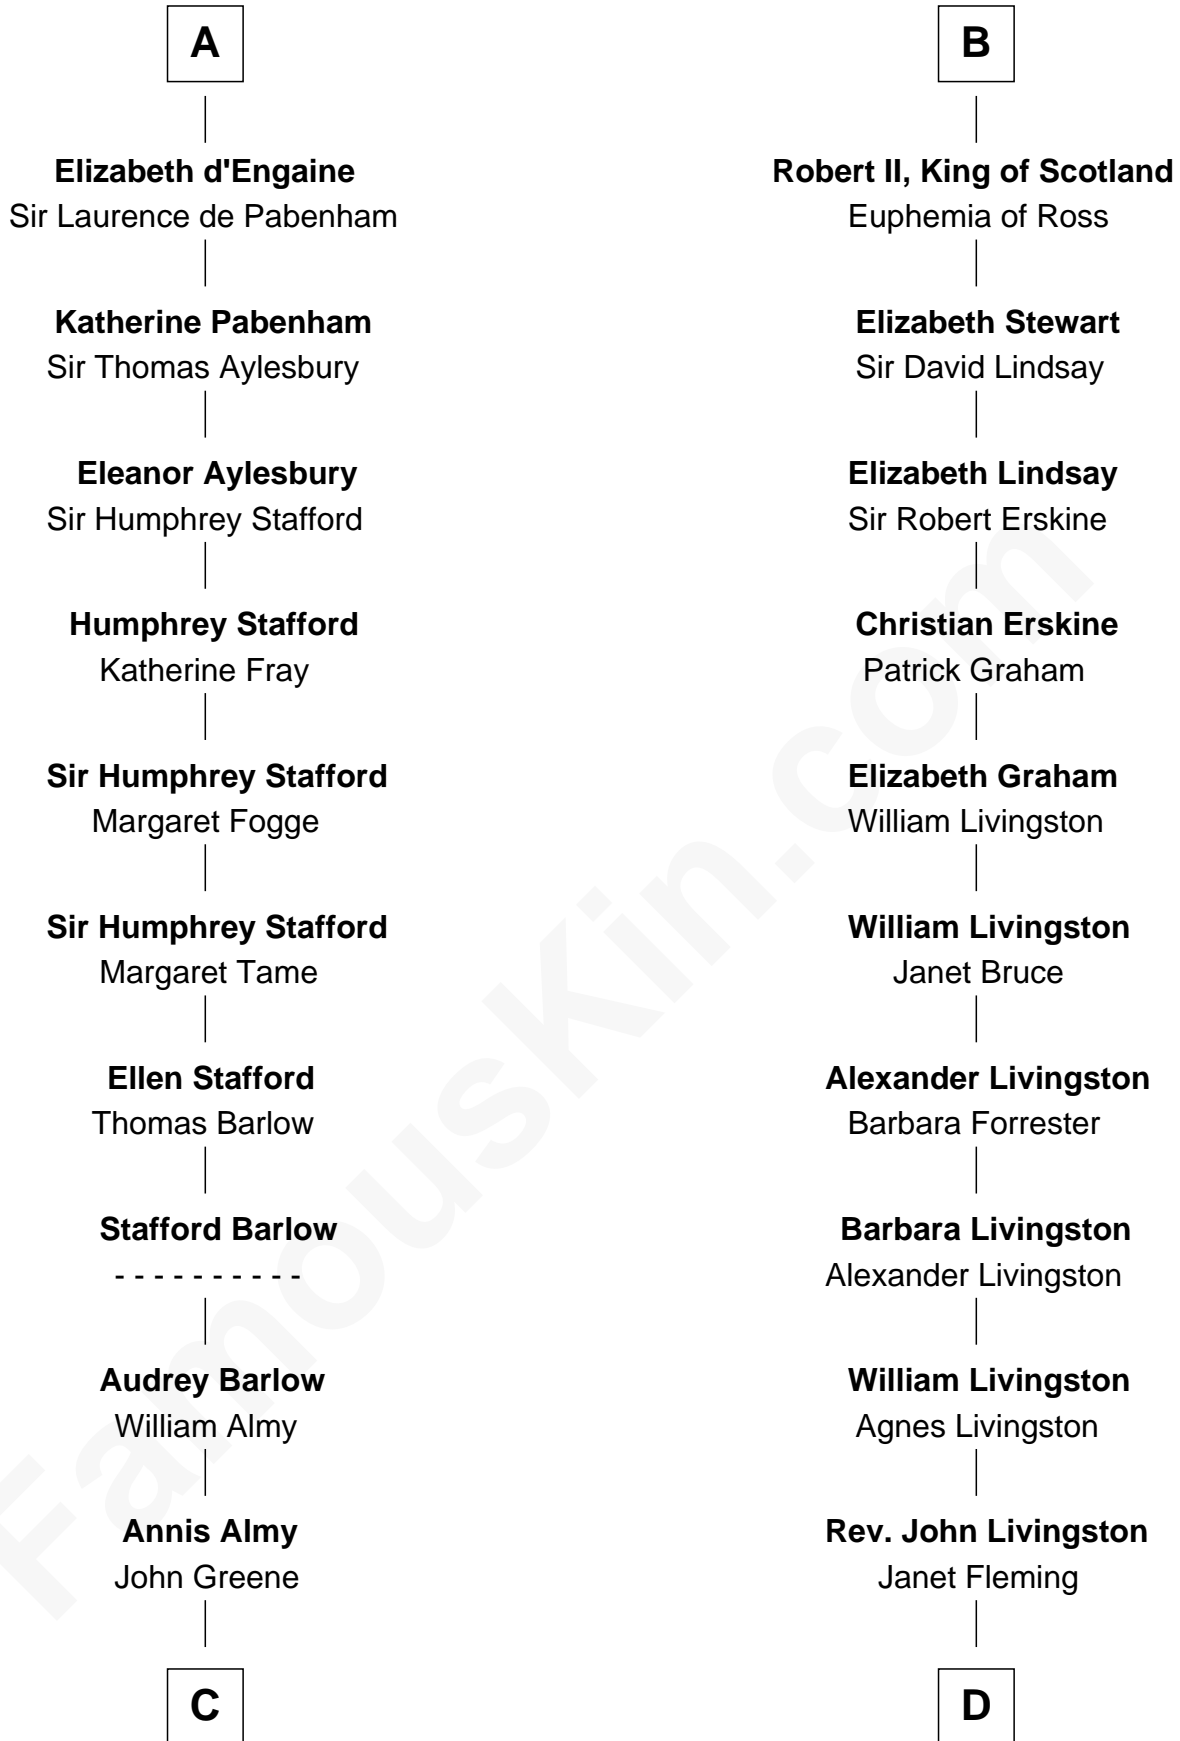 A
Elizabeth d'Engaine
Sir Laurence de Pabenham
Katherine Pabenham
Sir Thomas Aylesbury
Eleanor Aylesbury
Sir Humphrey Stafford
Humphrey Stafford
Katherine Fray
Sir Humphrey Stafford
Margaret Fogge
Sir Humphrey Stafford
Margaret Tame
Ellen Stafford
Thomas Barlow
Stafford Barlow
- - - - - - - - - -
Audrey Barlow
William Almy
Annis Almy
John Greene
C
B
Robert II, King of Scotland
Euphemia of Ross
Elizabeth Stewart
Sir David Lindsay
Elizabeth Lindsay
Sir Robert Erskine
Christian Erskine
Patrick Graham
Elizabeth Graham
William Livingston
William Livingston
Janet Bruce
Alexander Livingston
Barbara Forrester
Barbara Livingston
Alexander Livingston
William Livingston
Agnes Livingston
Rev. John Livingston
Janet Fleming
D
FamousKin.com